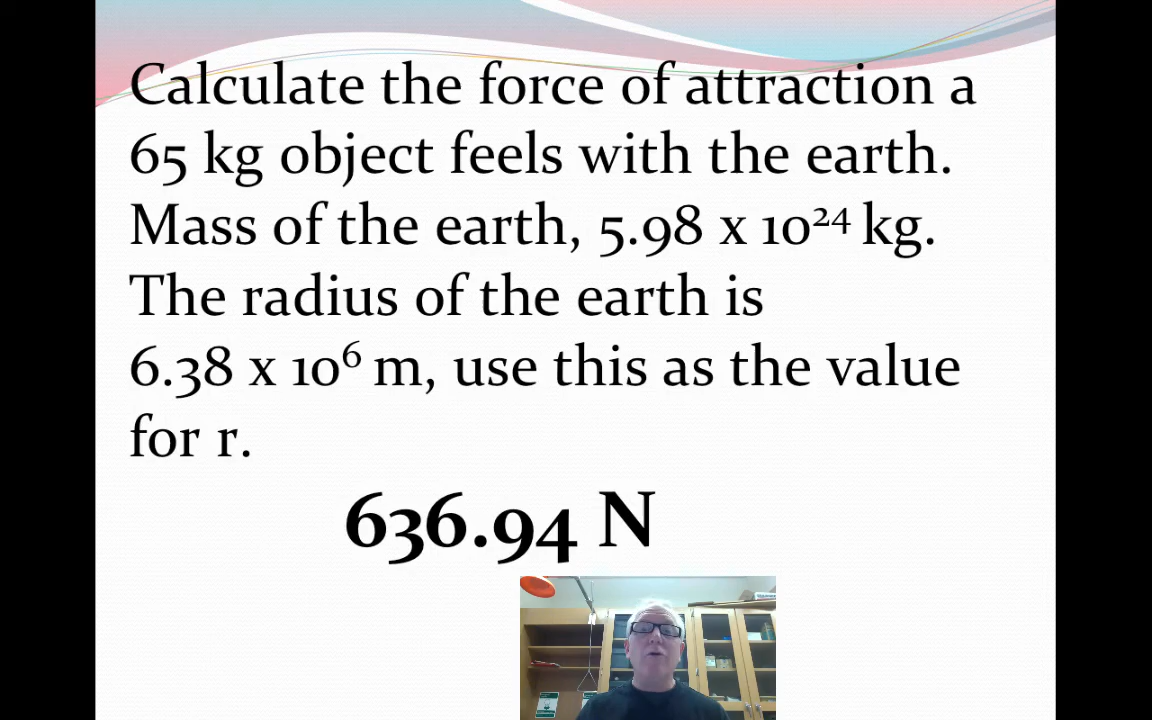 Calculate the force of attraction a
65 kg object feels with the earth.
Mass of the earth, 5.98 x 10²⁴ kg.
The radius of the earth is
6.38 x 10⁶ m, use this as the value
for r.
636.94 N